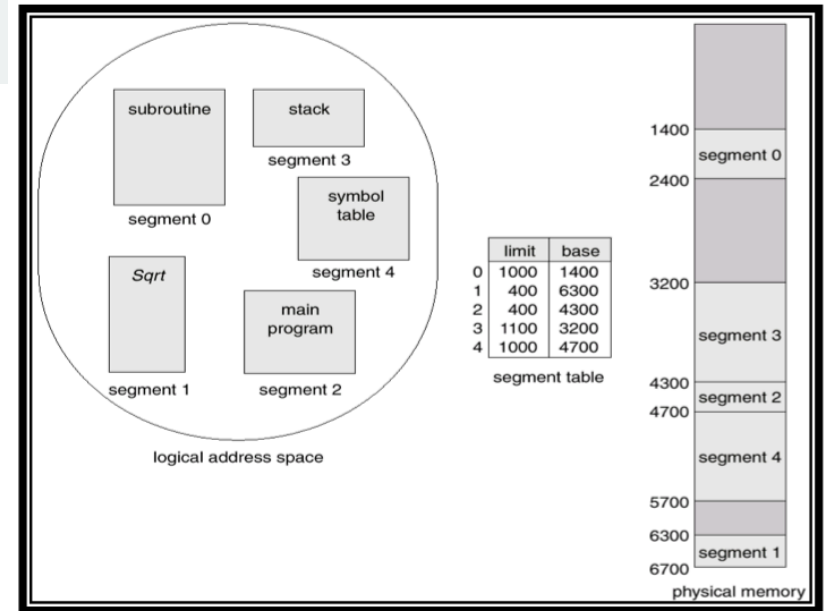 subroutine
segment 0
stack
segment 3
symbol
table
segment 4
Sqrt
segment 1
main
program
segment 2
logical address space
limit base
0 1000 1400
1 400 6300
2 400 4300
3 1100 3200
4 1000 4700
segment table
1400
segment 0
2400
3200
segment 3
4300
segment 2
4700
segment 4
5700
6300
segment 1
6700
physical memory